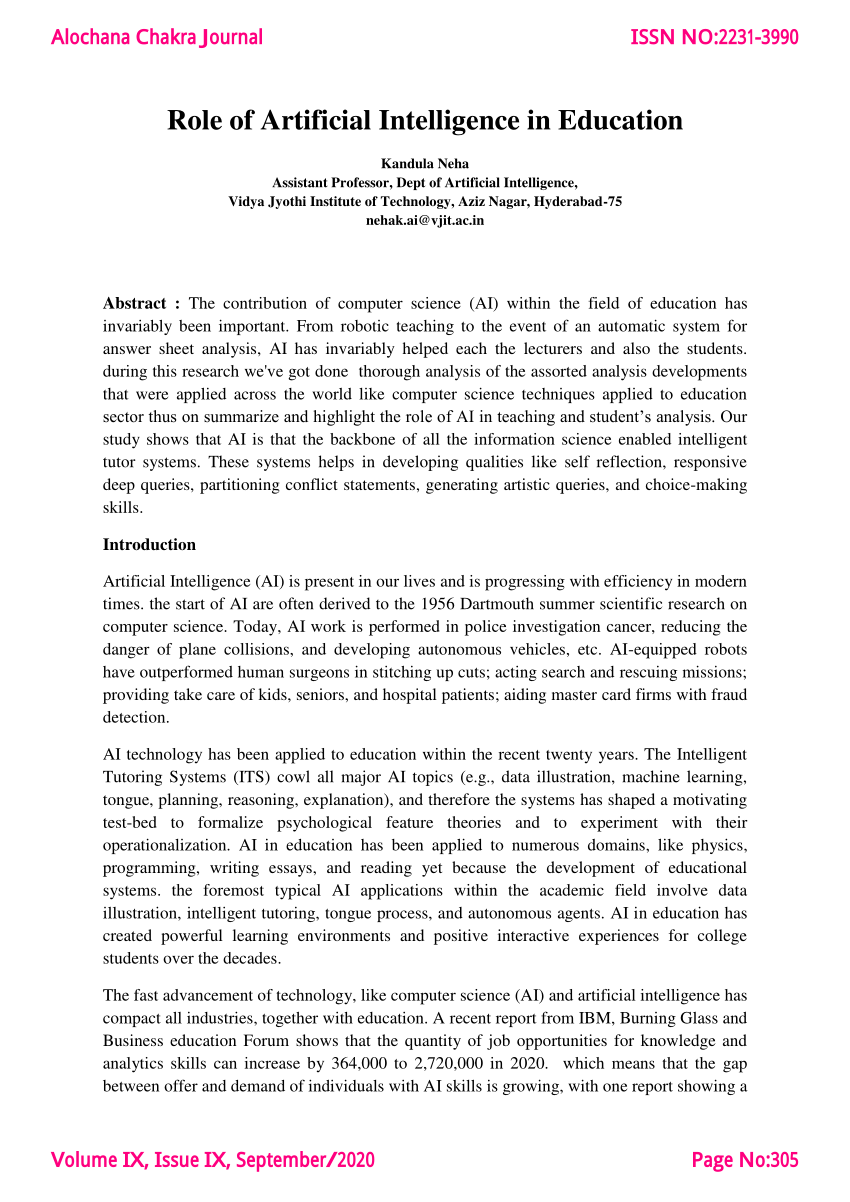 Alochana Chakra Journal ISSN NO:2231-3990
Role of Artificial Intelligence in Education
Kandula Neha
Assistant Professor, Dept of Artificial Intelligence,
Vidya Jyothi Institute of Technology, Aziz Nagar, Hyderabad-75
nehak.ai@vjit.ac.in
Abstract : The contribution of computer science (AI) within the field of education has
invariably been important. From robotic teaching to the event of an automatic system for
answer sheet analysis, AI has invariably helped each the lecturers and also the students.
during this research we've got done  thorough analysis of the assorted analysis developments
that were applied across the world like computer science techniques applied to education
sector thus on summarize and highlight the role of AI in teaching and student’s analysis. Our
study shows that AI is that the backbone of all the information science enabled intelligent
tutor systems. These systems helps in developing qualities like self reflection, responsive
deep queries, partitioning conflict statements, generating artistic queries, and choice-making
skills.
Introduction
Artificial Intelligence (AI) is present in our lives and is progressing with efficiency in modern
times. the start of AI are often derived to the 1956 Dartmouth summer scientific research on
computer science. Today, AI work is performed in police investigation cancer, reducing the
danger of plane collisions, and developing autonomous vehicles, etc. AI-equipped robots
have outperformed human surgeons in stitching up cuts; acting search and rescuing missions;
providing take care of kids, seniors, and hospital patients; aiding master card firms with fraud
detection.
AI technology has been applied to education within the recent twenty years. The Intelligent
Tutoring Systems (ITS) cowl all major AI topics (e.g., data illustration, machine learning,
tongue, planning, reasoning, explanation), and therefore the systems has shaped a motivating
test-bed to formalize psychological feature theories and to experiment with their
operationalization. AI in education has been applied to numerous domains, like physics,
programming, writing essays, and reading yet because the development of educational
systems. the foremost typical AI applications within the academic field involve data
illustration, intelligent tutoring, tongue process, and autonomous agents. AI in education has
created powerful learning environments and positive interactive experiences for college
students over the decades.
The fast advancement of technology, like computer science (AI) and artificial intelligence has
compact all industries, together with education. A recent report from IBM, Burning Glass and
Business education Forum shows that the quantity of job opportunities for knowledge and
analytics skills can increase by 364,000 to 2,720,000 in 2020.  which means that the gap
between offer and demand of individuals with AI skills is growing, with one report showing a
Volume IX, Issue IX, September/2020 Page No:305